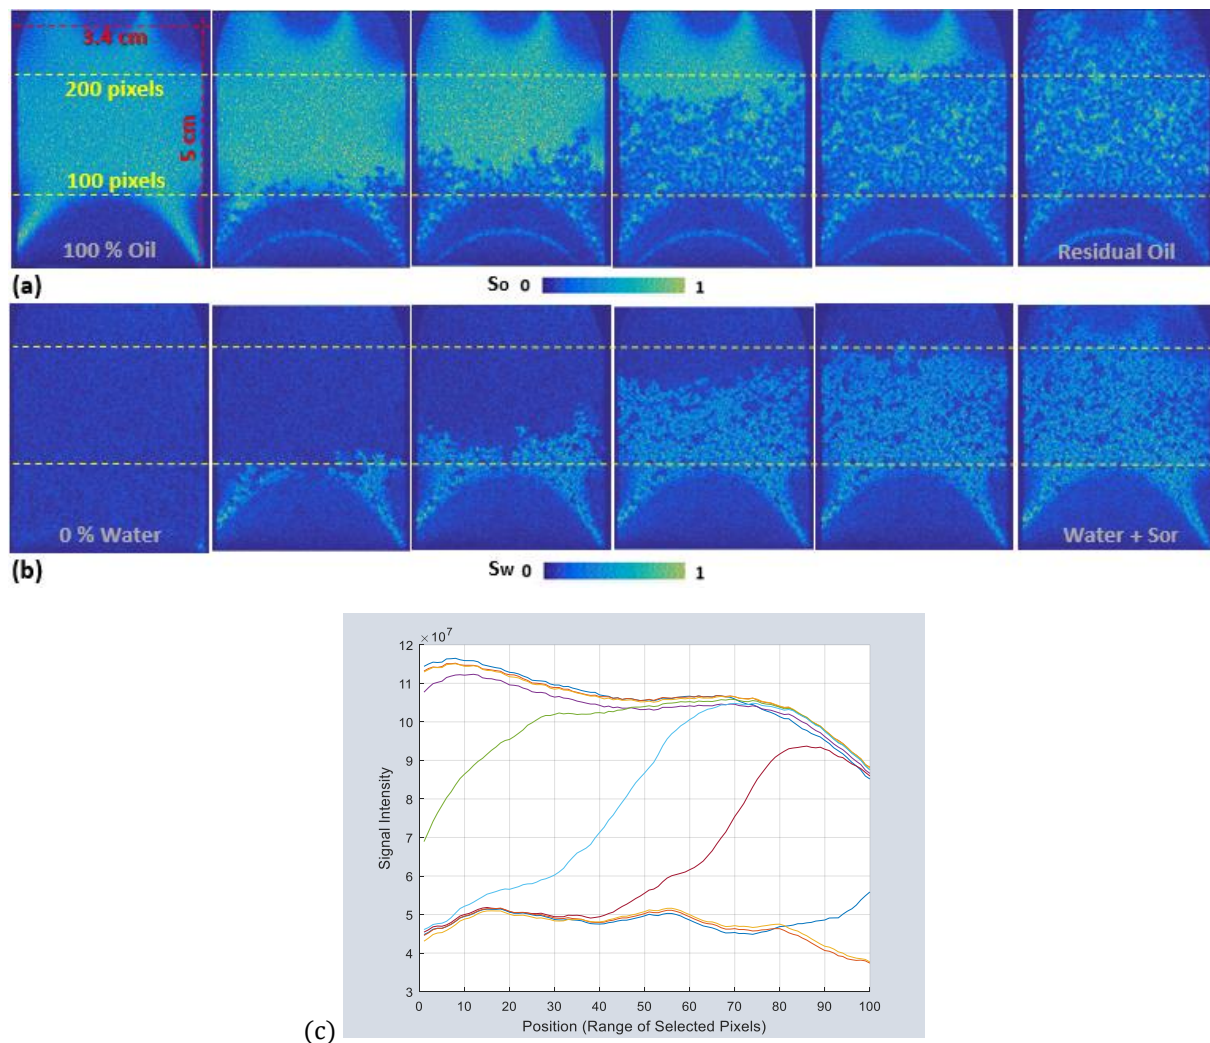 3.4 cm
200 pixels
5 cm
100 pixels
100 % Oil
Residual Oil
(a)
So 0 1
0 % Water
Water + Sor
(b)
Sw 0 1
×10⁷
12
11
10
9
8
7
6
5
4
3
Signal Intensity
0 10 20 30 40 50 60 70 80 90 100
Position (Range of Selected Pixels)
(c)